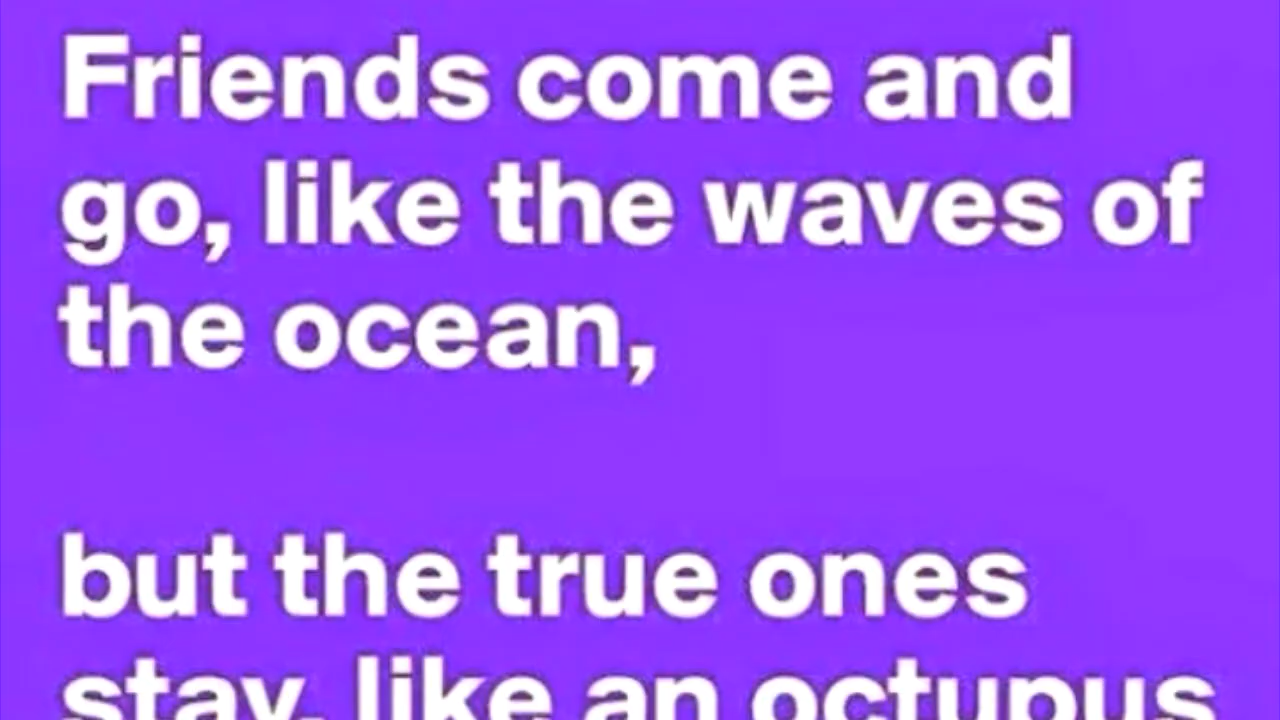 Friends come and
go, like the waves of
the ocean,
but the true ones
stay, like an octupus